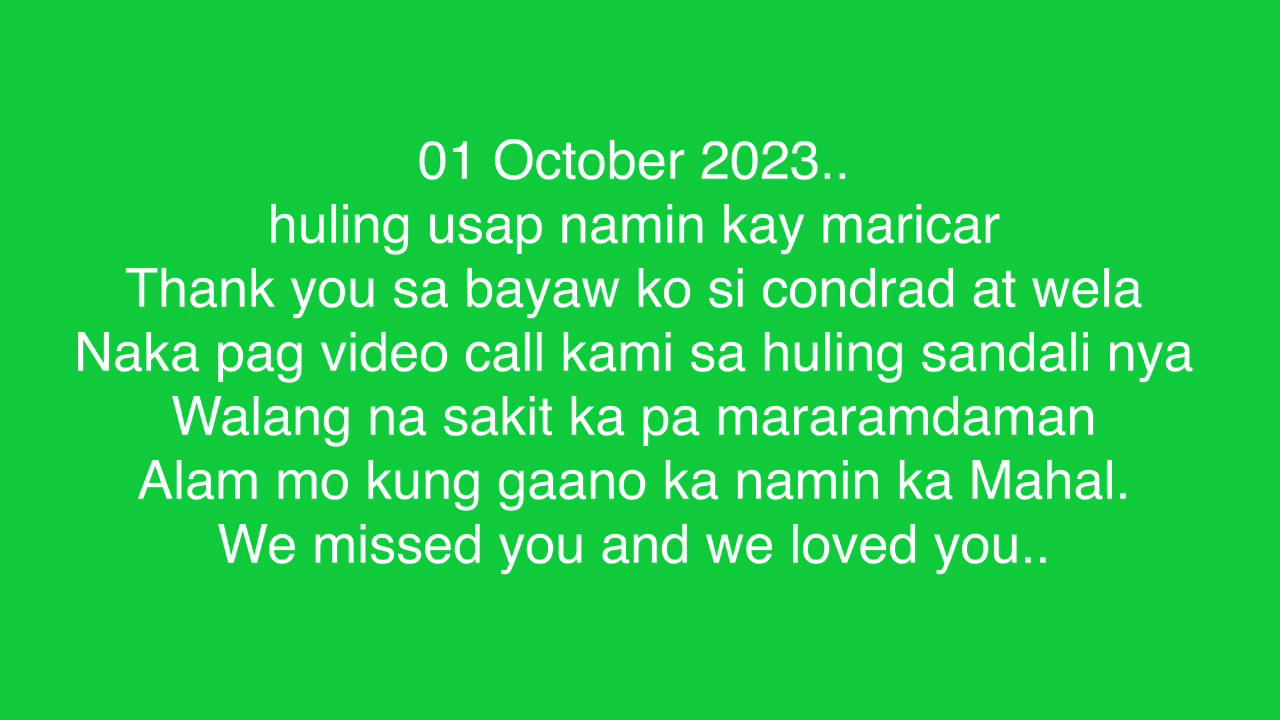 01 October 2023..
huling usap namin kay maricar
Thank you sa bayaw ko si condrad at wela
Naka pag video call kami sa huling sandali nya
Walang na sakit ka pa mararamdaman
Alam mo kung gaano ka namin ka Mahal.
We missed you and we loved you..